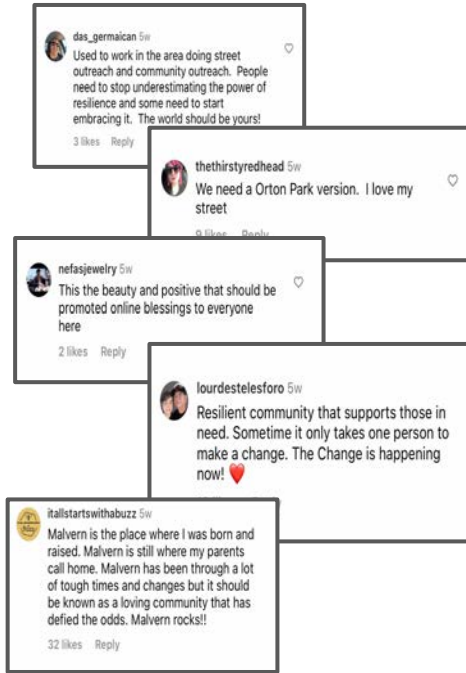 das_germaican 5w
Used to work in the area doing street
outreach and community outreach. People
need to stop underestimating the power of
resilience and some need to start
embracing it. The world should be yours!
3 likes Reply
thethirstyredhead 5w
We need a Orton Park version. I love my
street
9 likes Reply
nefasjewelry 5w
This the beauty and positive that should be
promoted online blessings to everyone
here
2 likes Reply
lourdestelesforo 5w
Resilient community that supports those in
need. Sometime it only takes one person to
make a change. The Change is happening
now! ❤️
itallstartswithabuzz 5w
Malvern is the place where I was born and
raised. Malvern is still where my parents
call home. Malvern has been through a lot
of tough times and changes but it should
be known as a loving community that has
defied the odds. Malvern rocks!!
32 likes Reply